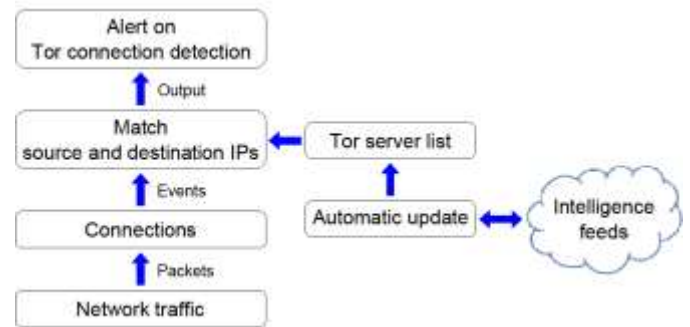 Alert on
Tor connection detection
Output
Match
source and destination IPs
Tor server list
Events
Connections
Automatic update
Intelligence
feeds
Packets
Network traffic